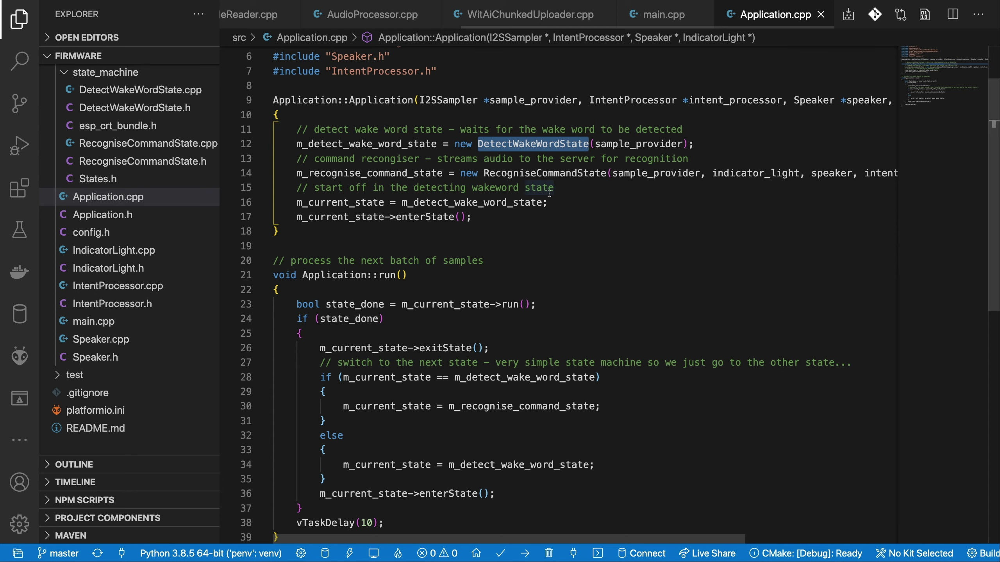 EXPLORER
OPEN EDITORS
FIRMWARE
state_machine
DetectWakeWordState.cpp
DetectWakeWordState.h
esp_crt_bundle.h
RecogniseCommandState.cpp
RecogniseCommandState.h
States.h
Application.cpp
Application.h
config.h
IndicatorLight.cpp
IndicatorLight.h
IntentProcessor.cpp
IntentProcessor.h
main.cpp
Speaker.cpp
Speaker.h
test
.gitignore
platformio.ini
README.md
OUTLINE
TIMELINE
NPM SCRIPTS
PROJECT COMPONENTS
MAVEN
leReader.cpp AudioProcessor.cpp WitAiChunkedUploader.cpp main.cpp Application.cpp
src > Application.cpp > Application::Application(I2SSampler *, IntentProcessor *, Speaker *, IndicatorLight *)
6 #include "Speaker.h"
7 #include "IntentProcessor.h"
8
9 Application::Application(I2SSampler *sample_provider, IntentProcessor *intent_processor, Speaker *speaker,
10 {
11 // detect wake word state – waits for the wake word to be detected
12 m_detect_wake_word_state = new DetectWakeWordState(sample_provider);
13 // command recongiser – streams audio to the server for recognition
14 m_recognise_command_state = new RecogniseCommandState(sample_provider, indicator_light, speaker, intent
15 // start off in the detecting wakeword state
16 m_current_state = m_detect_wake_word_state;
17 m_current_state->enterState();
18 }
19
20 // process the next batch of samples
21 void Application::run()
22 {
23 bool state_done = m_current_state->run();
24 if (state_done)
25 {
26 m_current_state->exitState();
27 // switch to the next state – very simple state machine so we just go to the other state...
28 if (m_current_state == m_detect_wake_word_state)
29 {
30 m_current_state = m_recognise_command_state;
31 }
32 else
33 {
34 m_current_state = m_detect_wake_word_state;
35 }
36 m_current_state->enterState();
37 }
38 vTaskDelay(10);
39 }
master Python 3.8.5 64-bit ('penv': venv) 0 0 Connect Live Share CMake: [Debug]: Ready No Kit Selected Build